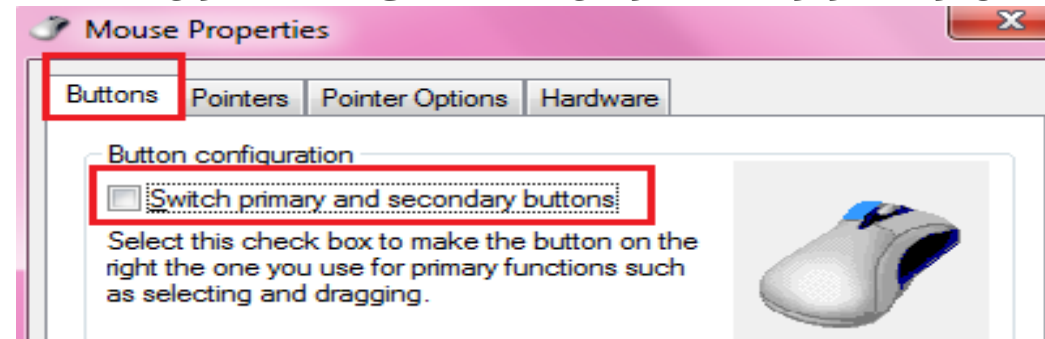 Mouse Properties
Buttons Pointers Pointer Options Hardware
Button configuration
Switch primary and secondary buttons
Select this check box to make the button on the
right the one you use for primary functions such
as selecting and dragging.